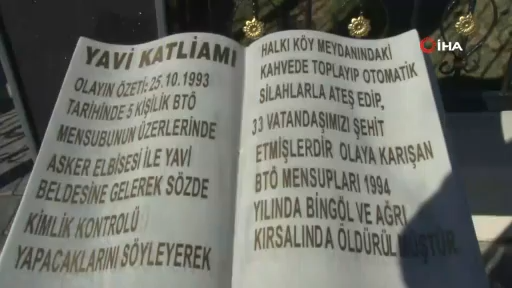 YAVİ KATLİAMI
OLAYIN ÖZETİ: 25.10.1993
TARİHİNDE 5 KİŞİLİK BTÖ
MENSUBUNUN ÜZERLERİNDE
ASKER ELBİSESİ İLE YAVİ
BELDESİNE GELEREK SÖZDE
KİMLİK KONTROLÜ
YAPACAKLARINI SÖYLEYEREK
HALKI KÖY MEYDANINDAKİ
KAHVEDE TOPLAYIP OTOMATİK
SİLAHLARLA ATEŞ EDİP,
33 VATANDAŞIMIZI ŞEHİT
ETMİŞLERDİR OLAYA KARIŞAN
BTÖ MENSUPLARI 1994
YILINDA BİNGÖL VE AĞRI
KIRSALINDA ÖLDÜRÜLMÜŞTÜR
İHA